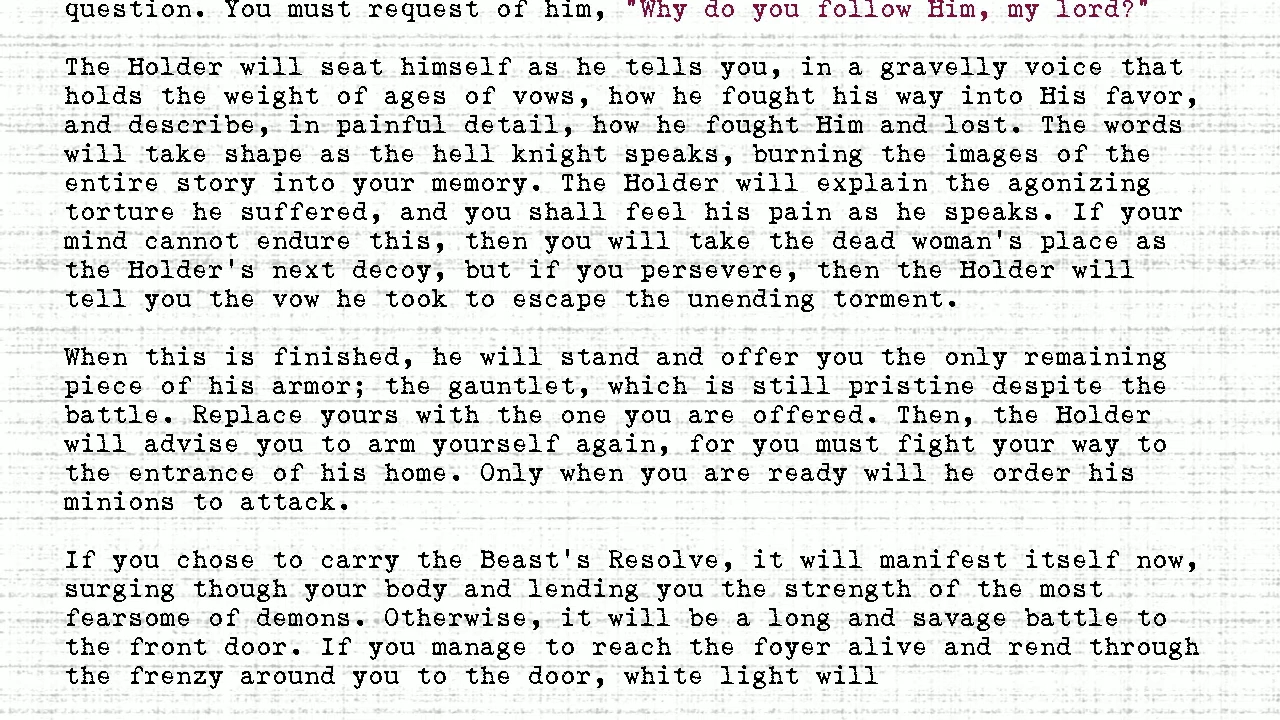 question. You must request of him, "Why do you follow Him, my lord?"
The Holder will seat himself as he tells you, in a gravelly voice that
holds the weight of ages of vows, how he fought his way into His favor,
and describe, in painful detail, how he fought Him and lost. The words
will take shape as the hell knight speaks, burning the images of the
entire story into your memory. The Holder will explain the agonizing
torture he suffered, and you shall feel his pain as he speaks. If your
mind cannot endure this, then you will take the dead woman's place as
the Holder's next decoy, but if you persevere, then the Holder will
tell you the vow he took to escape the unending torment.
When this is finished, he will stand and offer you the only remaining
piece of his armor; the gauntlet, which is still pristine despite the
battle. Replace yours with the one you are offered. Then, the Holder
will advise you to arm yourself again, for you must fight your way to
the entrance of his home. Only when you are ready will he order his
minions to attack.
If you chose to carry the Beast's Resolve, it will manifest itself now,
surging though your body and lending you the strength of the most
fearsome of demons. Otherwise, it will be a long and savage battle to
the front door. If you manage to reach the foyer alive and rend through
the frenzy around you to the door, white light will